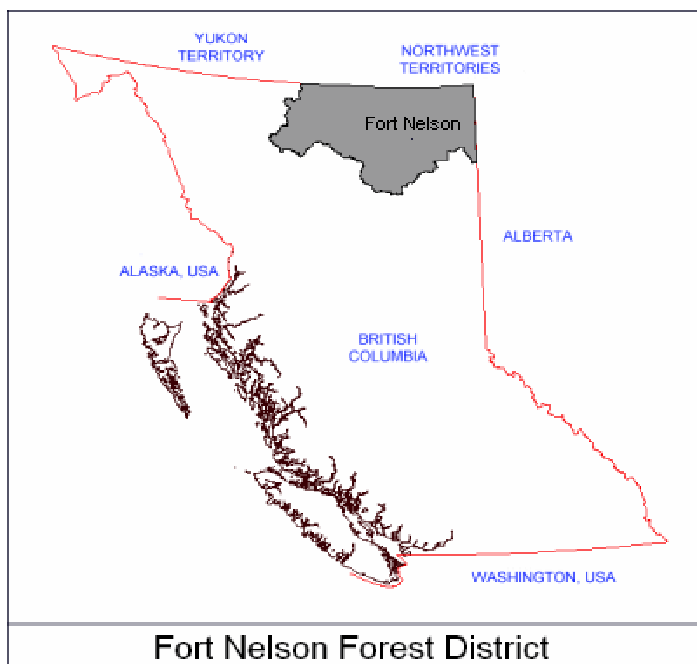 YUKON
TERRITORY
NORTHWEST
TERRITORIES
Fort Nelson
ALBERTA
ALASKA, USA
BRITISH
COLUMBIA
WASHINGTON, USA
Fort Nelson Forest District